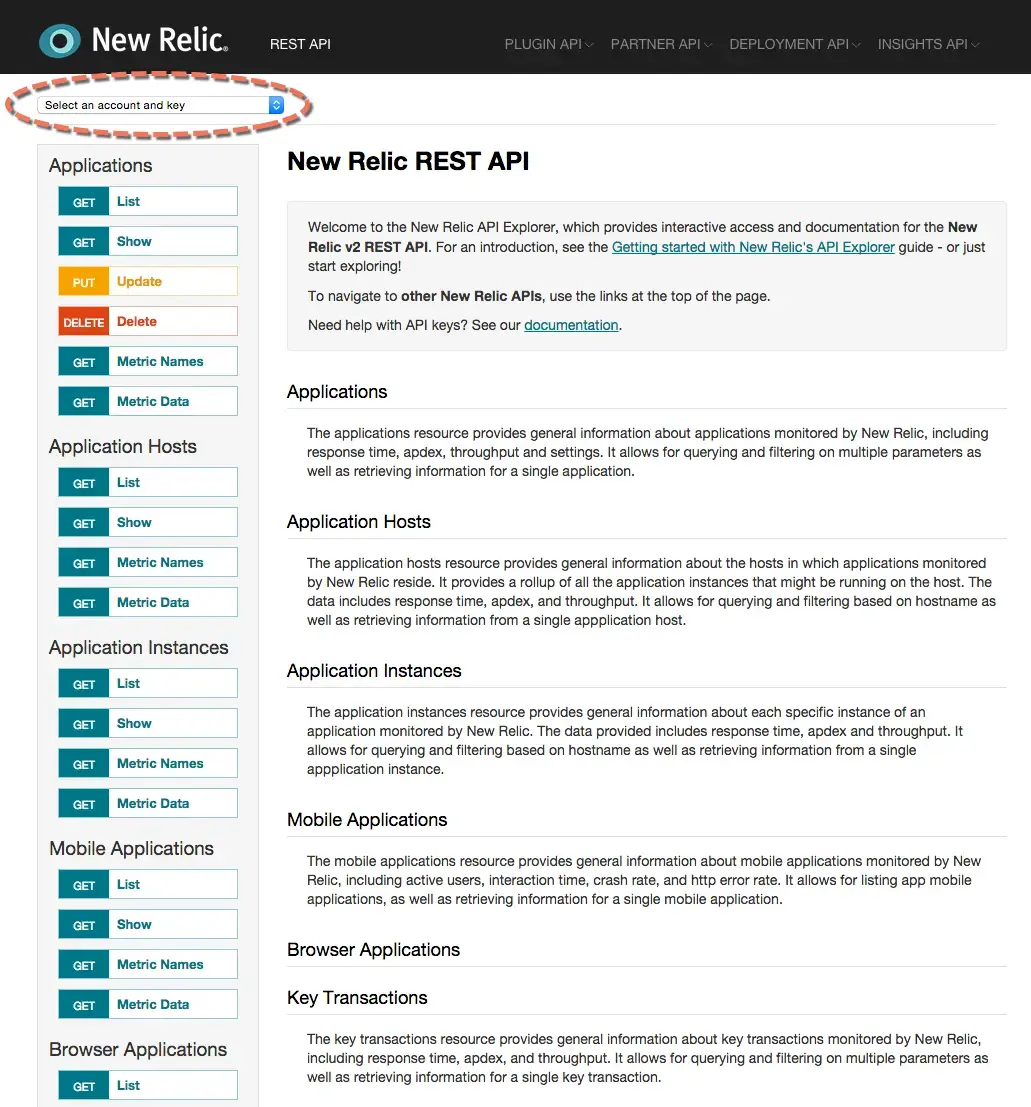 New Relic.
REST API
PLUGIN API
PARTNER API
DEPLOYMENT API
INSIGHTS API
Select an account and key
Applications
GET List
GET Show
PUT Update
DELETE Delete
GET Metric Names
GET Metric Data
Application Hosts
GET List
GET Show
GET Metric Names
GET Metric Data
Application Instances
GET List
GET Show
GET Metric Names
GET Metric Data
Mobile Applications
GET List
GET Show
GET Metric Names
GET Metric Data
Browser Applications
GET List
New Relic REST API
Welcome to the New Relic API Explorer, which provides interactive access and documentation for the New
Relic v2 REST API. For an introduction, see the Getting started with New Relic's API Explorer guide - or just
start exploring!
To navigate to other New Relic APIs, use the links at the top of the page.
Need help with API keys? See our documentation.
Applications
The applications resource provides general information about applications monitored by New Relic, including
response time, apdex, throughput and settings. It allows for querying and filtering on multiple parameters as
well as retrieving information for a single application.
Application Hosts
The application hosts resource provides general information about the hosts in which applications monitored
by New Relic reside. It provides a rollup of all the application instances that might be running on the host. The
data includes response time, apdex, and throughput. It allows for querying and filtering based on hostname as
well as retrieving information from a single appplication host.
Application Instances
The application instances resource provides general information about each specific instance of an
application monitored by New Relic. The data provided includes response time, apdex and throughput. It
allows for querying and filtering based on hostname as well as retrieving information from a single
appplication instance.
Mobile Applications
The mobile applications resource provides general information about mobile applications monitored by New
Relic, including active users, interaction time, crash rate, and http error rate. It allows for listing app mobile
applications, as well as retrieving information for a single mobile application.
Browser Applications
Key Transactions
The key transactions resource provides general information about key transactions monitored by New Relic,
including response time, apdex, and throughput. It allows for querying and filtering on multiple parameters as
well as retrieving information for a single key transaction.